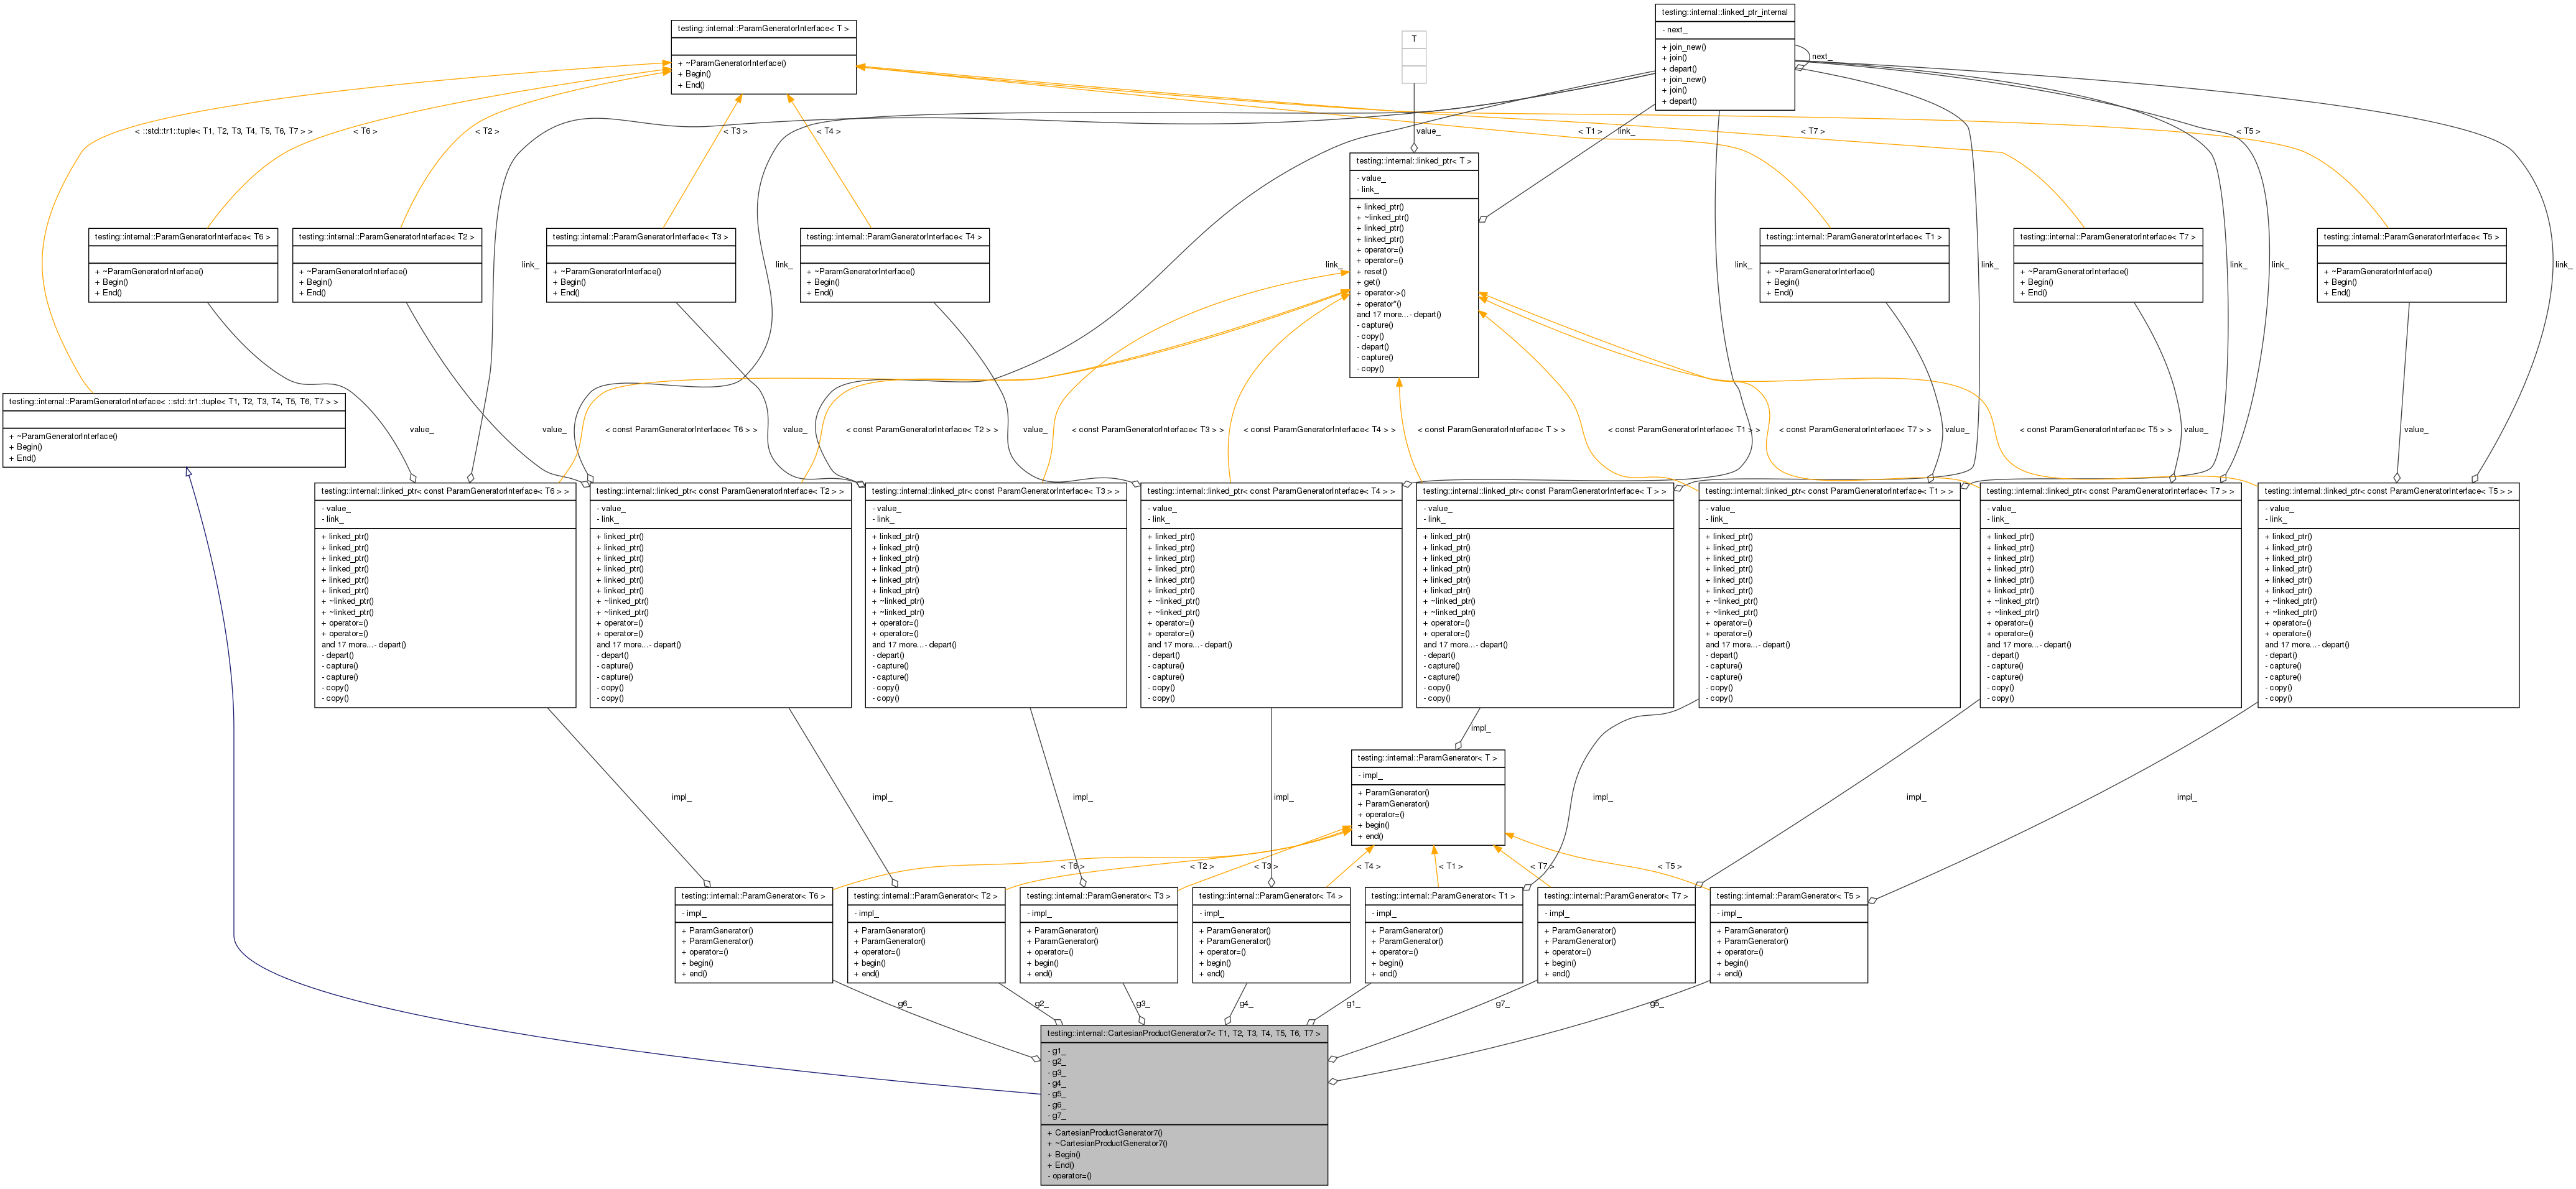 testing::internal::ParamGeneratorInterface< T >
+ ~ParamGeneratorInterface()
+ Begin()
+ End()
T
testing::internal::linked_ptr_internal
- next_
+ join_new()
+ join()
+ depart()
+ join_new()
+ join()
+ depart()
next_
< ::std::tr1::tuple< T1, T2, T3, T4, T5, T6, T7 > >
< T6 >
< T2 >
< T3 >
< T4 >
value_
< T1 >
link_
< T7 >
< T5 >
testing::internal::linked_ptr< T >
- value_
- link_
+ linked_ptr()
+ ~linked_ptr()
+ linked_ptr()
+ linked_ptr()
+ operator=()
+ operator=()
+ reset()
+ get()
+ operator->()
+ operator*()
and 17 more...- depart()
- capture()
- copy()
- depart()
- capture()
- copy()
testing::internal::ParamGeneratorInterface< T6 >
+ ~ParamGeneratorInterface()
+ Begin()
+ End()
testing::internal::ParamGeneratorInterface< T2 >
+ ~ParamGeneratorInterface()
+ Begin()
+ End()
testing::internal::ParamGeneratorInterface< T3 >
+ ~ParamGeneratorInterface()
+ Begin()
+ End()
testing::internal::ParamGeneratorInterface< T4 >
+ ~ParamGeneratorInterface()
+ Begin()
+ End()
testing::internal::ParamGeneratorInterface< T1 >
+ ~ParamGeneratorInterface()
+ Begin()
+ End()
testing::internal::ParamGeneratorInterface< T7 >
+ ~ParamGeneratorInterface()
+ Begin()
+ End()
testing::internal::ParamGeneratorInterface< T5 >
+ ~ParamGeneratorInterface()
+ Begin()
+ End()
link_
link_
link_
link_
link_
link_
link_
link_
testing::internal::ParamGeneratorInterface< ::std::tr1::tuple< T1, T2, T3, T4, T5, T6, T7 > >
+ ~ParamGeneratorInterface()
+ Begin()
+ End()
value_
value_
< const ParamGeneratorInterface< T6 > >
value_
< const ParamGeneratorInterface< T2 > >
value_
< const ParamGeneratorInterface< T3 > >
< const ParamGeneratorInterface< T4 > >
< const ParamGeneratorInterface< T > >
< const ParamGeneratorInterface< T1 > >
< const ParamGeneratorInterface< T7 > >
value_
< const ParamGeneratorInterface< T5 > >
value_
value_
testing::internal::linked_ptr< const ParamGeneratorInterface< T6 > >
- value_
- link_
+ linked_ptr()
+ linked_ptr()
+ linked_ptr()
+ linked_ptr()
+ linked_ptr()
+ linked_ptr()
+ ~linked_ptr()
+ ~linked_ptr()
+ operator=()
+ operator=()
and 17 more...- depart()
- depart()
- capture()
- capture()
- copy()
- copy()
testing::internal::linked_ptr< const ParamGeneratorInterface< T2 > >
- value_
- link_
+ linked_ptr()
+ linked_ptr()
+ linked_ptr()
+ linked_ptr()
+ linked_ptr()
+ linked_ptr()
+ ~linked_ptr()
+ ~linked_ptr()
+ operator=()
+ operator=()
and 17 more...- depart()
- depart()
- capture()
- capture()
- copy()
- copy()
testing::internal::linked_ptr< const ParamGeneratorInterface< T3 > >
- value_
- link_
+ linked_ptr()
+ linked_ptr()
+ linked_ptr()
+ linked_ptr()
+ linked_ptr()
+ linked_ptr()
+ ~linked_ptr()
+ ~linked_ptr()
+ operator=()
+ operator=()
and 17 more...- depart()
- depart()
- capture()
- capture()
- copy()
- copy()
testing::internal::linked_ptr< const ParamGeneratorInterface< T4 > >
- value_
- link_
+ linked_ptr()
+ linked_ptr()
+ linked_ptr()
+ linked_ptr()
+ linked_ptr()
+ linked_ptr()
+ ~linked_ptr()
+ ~linked_ptr()
+ operator=()
+ operator=()
and 17 more...- depart()
- depart()
- capture()
- capture()
- copy()
- copy()
testing::internal::linked_ptr< const ParamGeneratorInterface< T > >
- value_
- link_
+ linked_ptr()
+ linked_ptr()
+ linked_ptr()
+ linked_ptr()
+ linked_ptr()
+ linked_ptr()
+ ~linked_ptr()
+ ~linked_ptr()
+ operator=()
+ operator=()
and 17 more...- depart()
- depart()
- capture()
- capture()
- copy()
- copy()
testing::internal::linked_ptr< const ParamGeneratorInterface< T1 > >
- value_
- link_
+ linked_ptr()
+ linked_ptr()
+ linked_ptr()
+ linked_ptr()
+ linked_ptr()
+ linked_ptr()
+ ~linked_ptr()
+ ~linked_ptr()
+ operator=()
+ operator=()
and 17 more...- depart()
- depart()
- capture()
- capture()
- copy()
- copy()
testing::internal::linked_ptr< const ParamGeneratorInterface< T7 > >
- value_
- link_
+ linked_ptr()
+ linked_ptr()
+ linked_ptr()
+ linked_ptr()
+ linked_ptr()
+ linked_ptr()
+ ~linked_ptr()
+ ~linked_ptr()
+ operator=()
+ operator=()
and 17 more...- depart()
- depart()
- capture()
- capture()
- copy()
- copy()
testing::internal::linked_ptr< const ParamGeneratorInterface< T5 > >
- value_
- link_
+ linked_ptr()
+ linked_ptr()
+ linked_ptr()
+ linked_ptr()
+ linked_ptr()
+ linked_ptr()
+ ~linked_ptr()
+ ~linked_ptr()
+ operator=()
+ operator=()
and 17 more...- depart()
- depart()
- capture()
- capture()
- copy()
- copy()
impl_
testing::internal::ParamGenerator< T >
- impl_
+ ParamGenerator()
+ ParamGenerator()
+ operator=()
+ begin()
+ end()
impl_
impl_
impl_
impl_
impl_
impl_
impl_
< T6 >
< T2 >
< T3 >
< T4 >
< T1 >
< T7 >
< T5 >
testing::internal::ParamGenerator< T6 >
- impl_
+ ParamGenerator()
+ ParamGenerator()
+ operator=()
+ begin()
+ end()
testing::internal::ParamGenerator< T2 >
- impl_
+ ParamGenerator()
+ ParamGenerator()
+ operator=()
+ begin()
+ end()
testing::internal::ParamGenerator< T3 >
- impl_
+ ParamGenerator()
+ ParamGenerator()
+ operator=()
+ begin()
+ end()
testing::internal::ParamGenerator< T4 >
- impl_
+ ParamGenerator()
+ ParamGenerator()
+ operator=()
+ begin()
+ end()
testing::internal::ParamGenerator< T1 >
- impl_
+ ParamGenerator()
+ ParamGenerator()
+ operator=()
+ begin()
+ end()
testing::internal::ParamGenerator< T7 >
- impl_
+ ParamGenerator()
+ ParamGenerator()
+ operator=()
+ begin()
+ end()
testing::internal::ParamGenerator< T5 >
- impl_
+ ParamGenerator()
+ ParamGenerator()
+ operator=()
+ begin()
+ end()
g6_
g2_
g3_
g4_
g1_
g7_
g5_
testing::internal::CartesianProductGenerator7< T1, T2, T3, T4, T5, T6, T7 >
- g1_
- g2_
- g3_
- g4_
- g5_
- g6_
- g7_
+ CartesianProductGenerator7()
+ ~CartesianProductGenerator7()
+ Begin()
+ End()
- operator=()